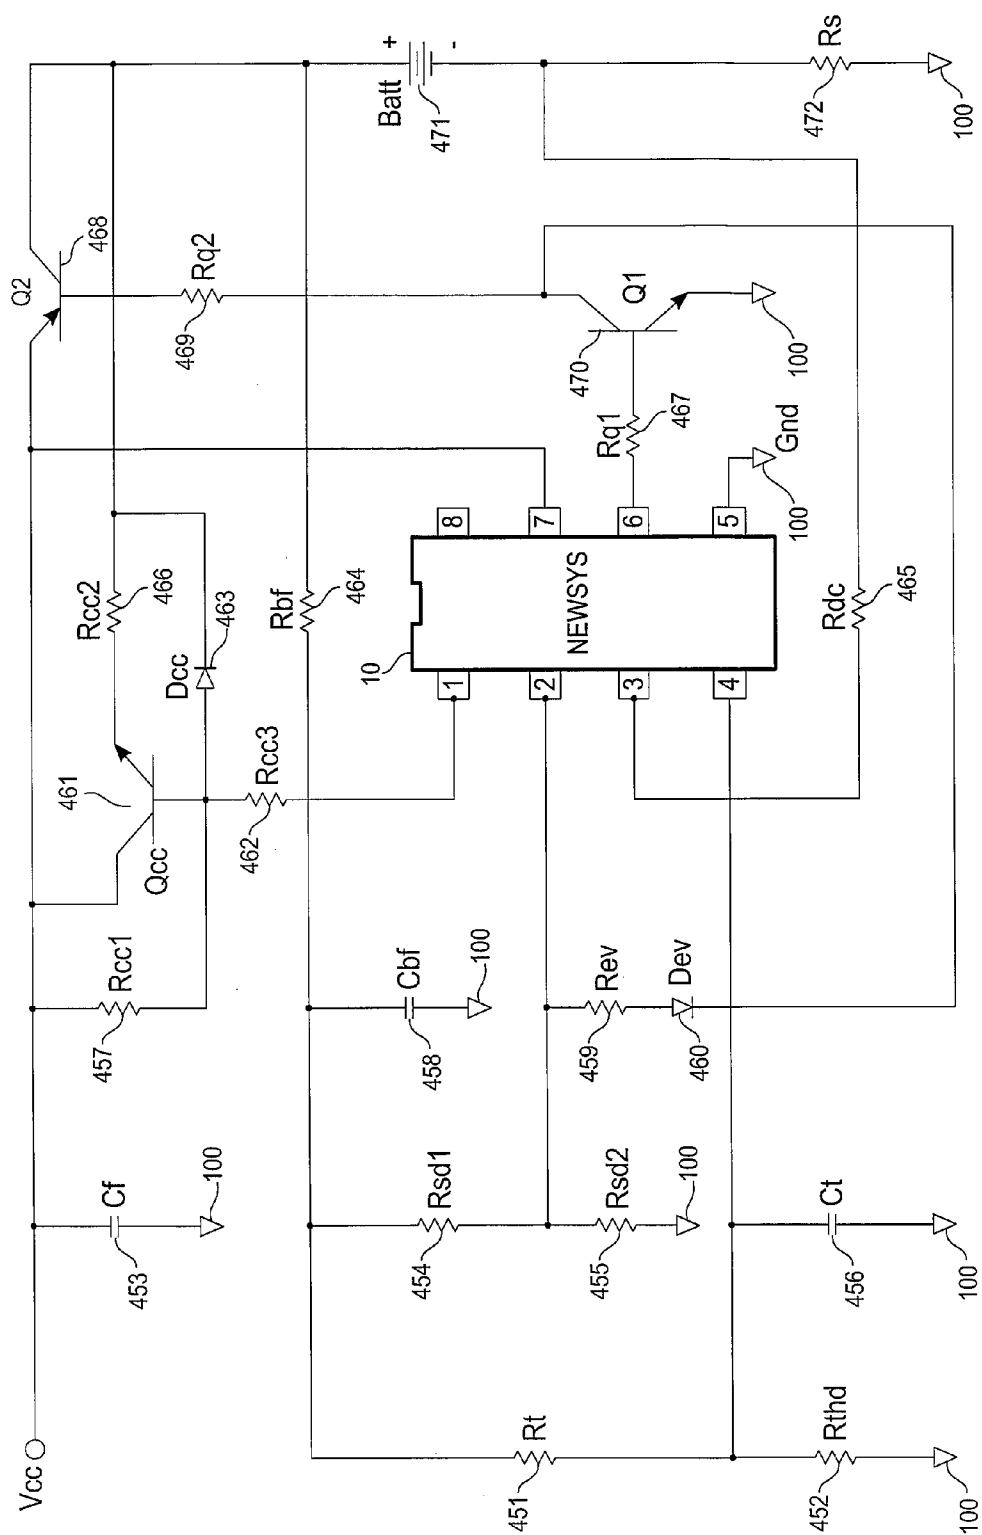 Vcc
Cf
453
100
Rcc1
457
Qcc
461
Rcc3
462
Dcc
463
Rcc2
466
Q2
468
Rq2
469
Rt
451
Rsd1
454
Rsd2
455
100
Cbf
458
100
Rev
459
Dev
460
Rbf
464
10
NEWSYS
1
2
3
4
5
6
7
8
Gnd
100
Rq1
467
Q1
470
100
+
-
Batt
471
Rthd
452
100
Ct
456
100
Rdc
465
Rs
472
100